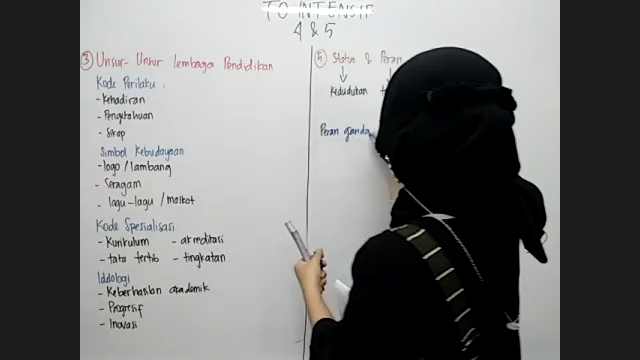 TO INTENSIF
4 & 5
③ Unsur-Unsur Lembaga Pendidikan
Kode Perilaku :
- Kehadiran
- Pengetahuan
- Sikap
Simbol Kebudayaan
- logo / lambang
- Seragam
- lagu-lagu / maskot
Kode Spesialisasi
- Kurikulum - akreditasi
- tata tertib - tingkatan
Ideologi
- Keberhasilan akademik
- Progresif
- Inovasi
⑤ Status & Peran
Kedudukan
Peran ganda